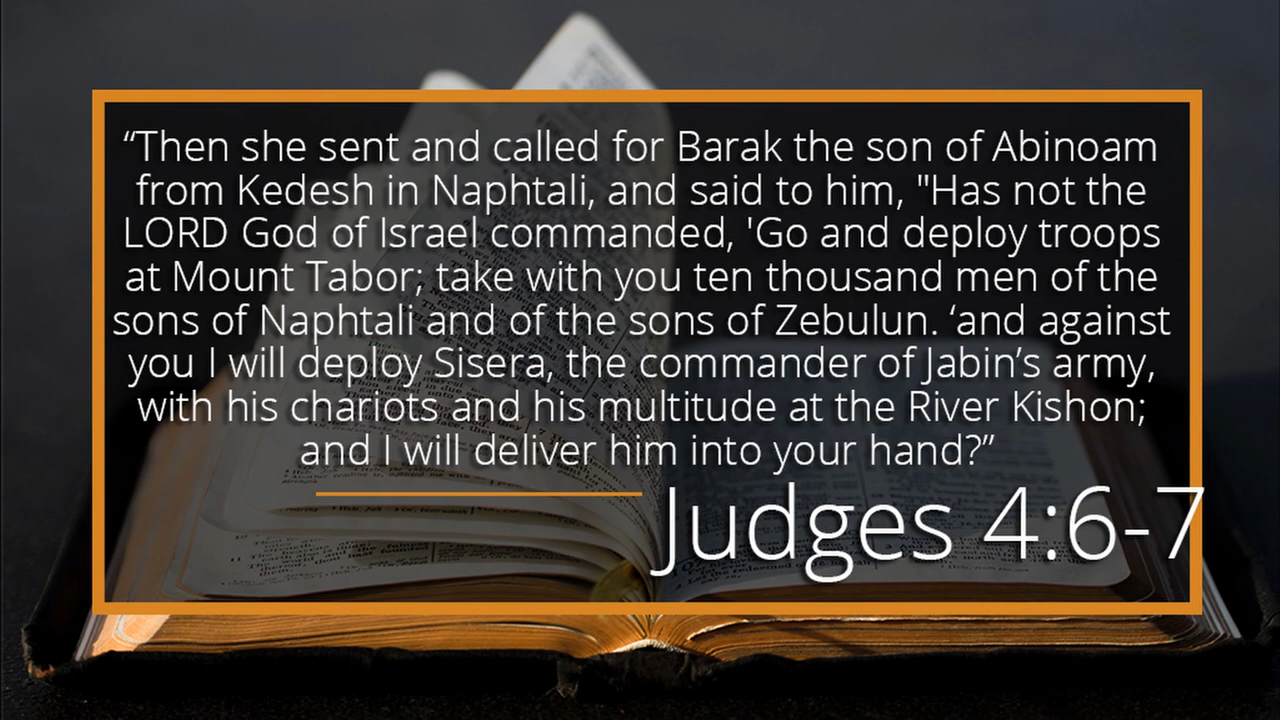 “Then she sent and called for Barak the son of Abinoam
from Kedesh in Naphtali, and said to him, "Has not the
LORD God of Israel commanded, 'Go and deploy troops
at Mount Tabor; take with you ten thousand men of the
sons of Naphtali and of the sons of Zebulun. ‘and against
you I will deploy Sisera, the commander of Jabin’s army,
with his chariots and his multitude at the River Kishon;
and I will deliver him into your hand?”
Judges 4:6-7